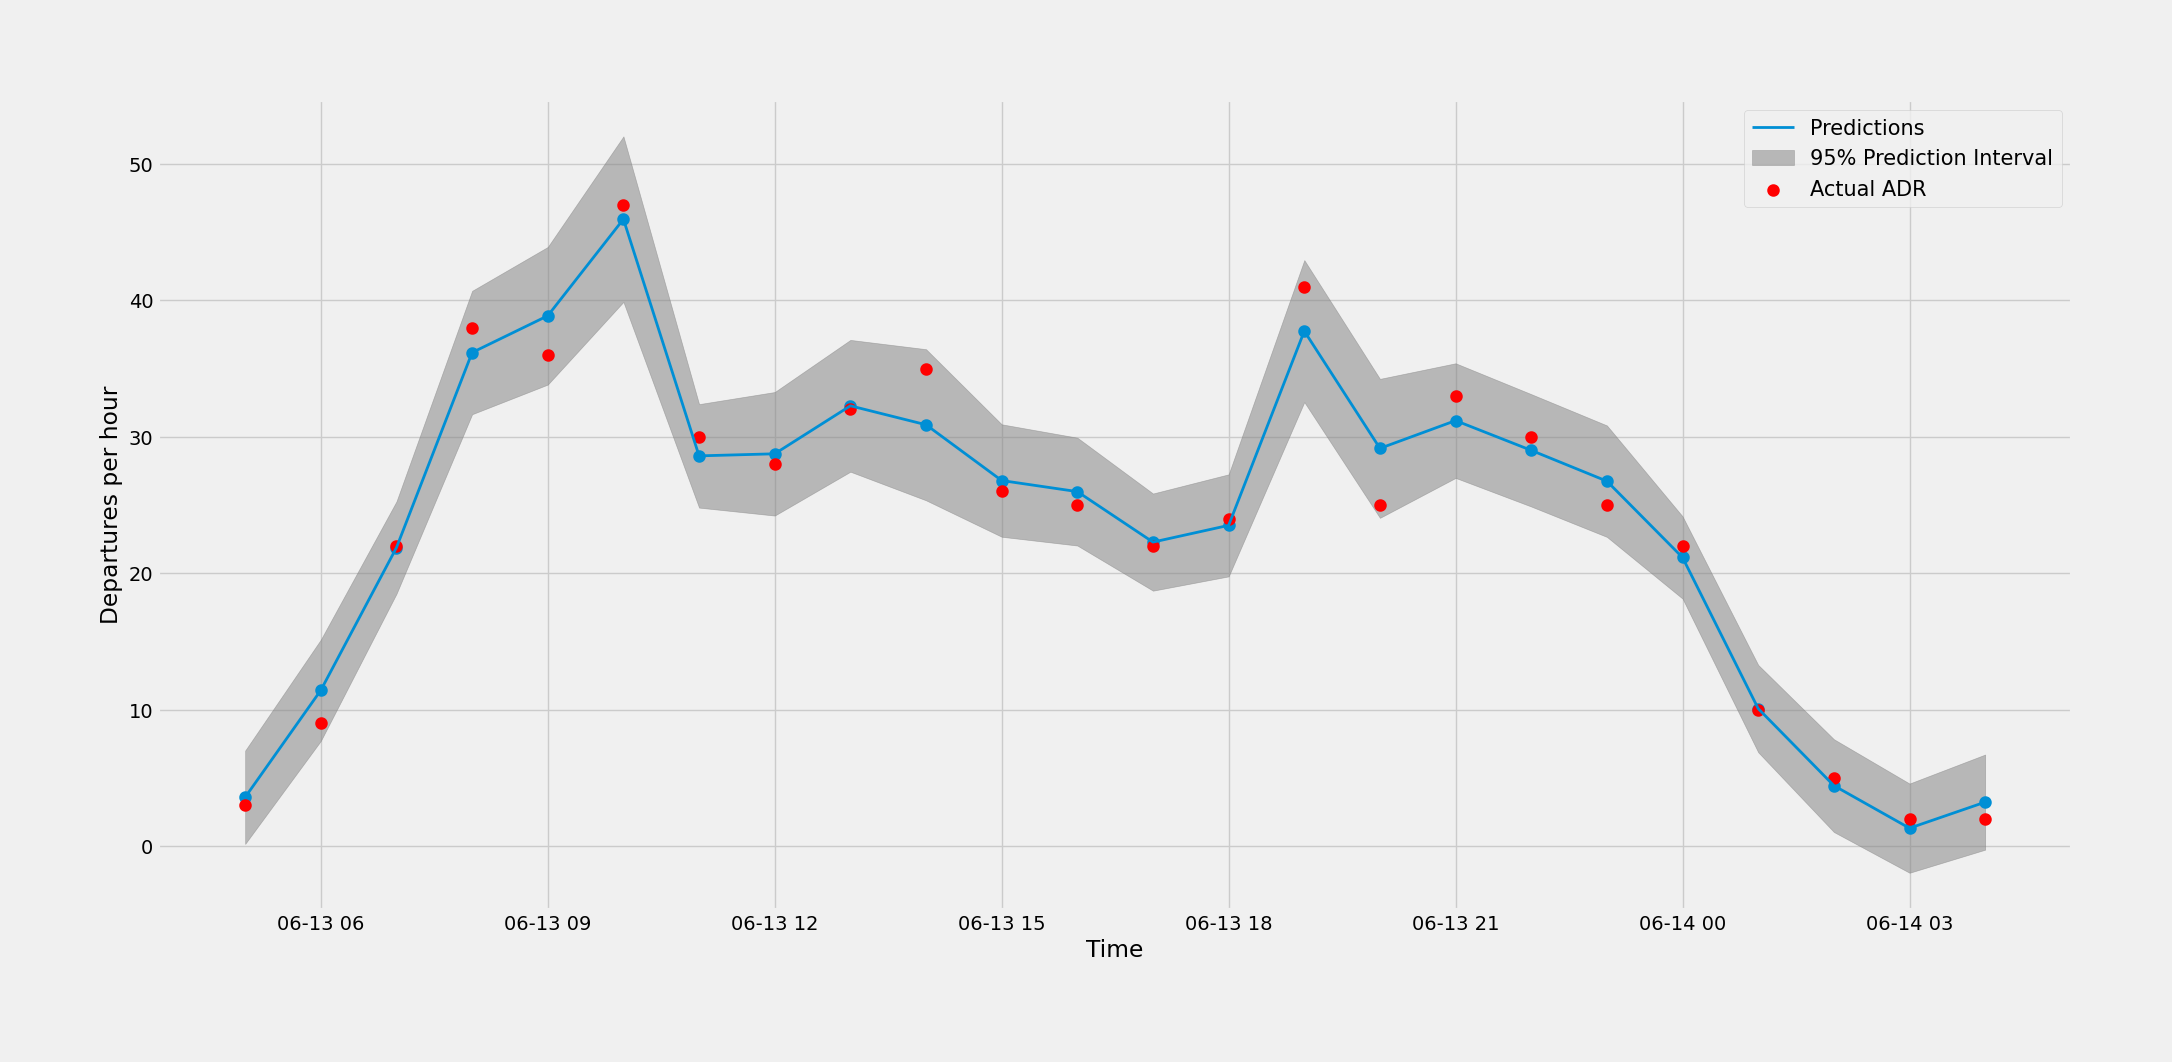 Predictions
95% Prediction Interval
Actual ADR
Departures per hour
50
40
30
20
10
0
06-13 06
06-13 09
06-13 12
06-13 15
06-13 18
06-13 21
06-14 00
06-14 03
Time